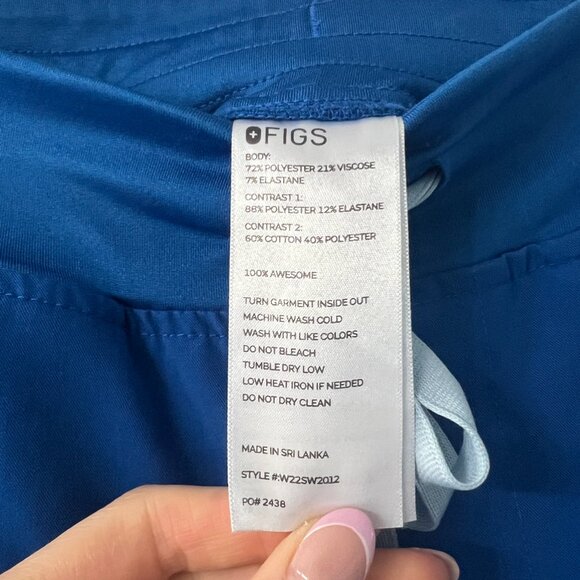 FIGS
BODY:
72% POLYESTER 21% VISCOSE
7% ELASTANE
CONTRAST 1:
88% POLYESTER 12% ELASTANE
CONTRAST 2:
60% COTTON 40% POLYESTER
100% AWESOME
TURN GARMENT INSIDE OUT
MACHINE WASH COLD
WASH WITH LIKE COLORS
DO NOT BLEACH
TUMBLE DRY LOW
LOW HEAT IRON IF NEEDED
DO NOT DRY CLEAN
MADE IN SRI LANKA
STYLE #:W22SW2012
PO# 2438